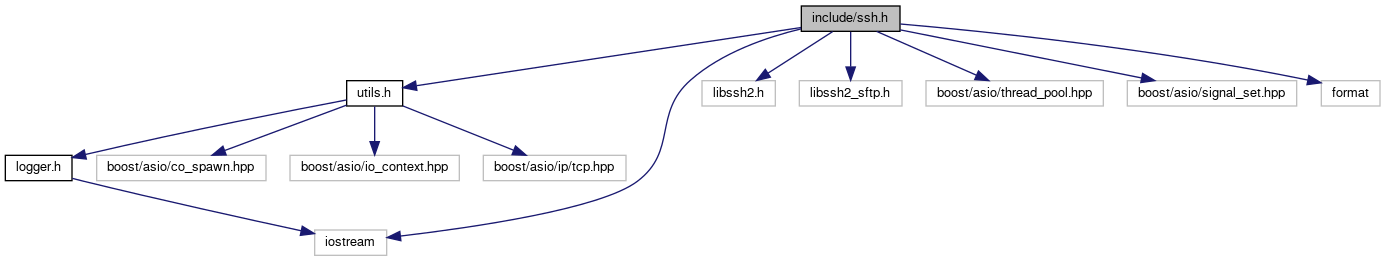 include/ssh.h
utils.h
libssh2.h
libssh2_sftp.h
boost/asio/thread_pool.hpp
boost/asio/signal_set.hpp
format
logger.h
boost/asio/co_spawn.hpp
boost/asio/io_context.hpp
boost/asio/ip/tcp.hpp
iostream